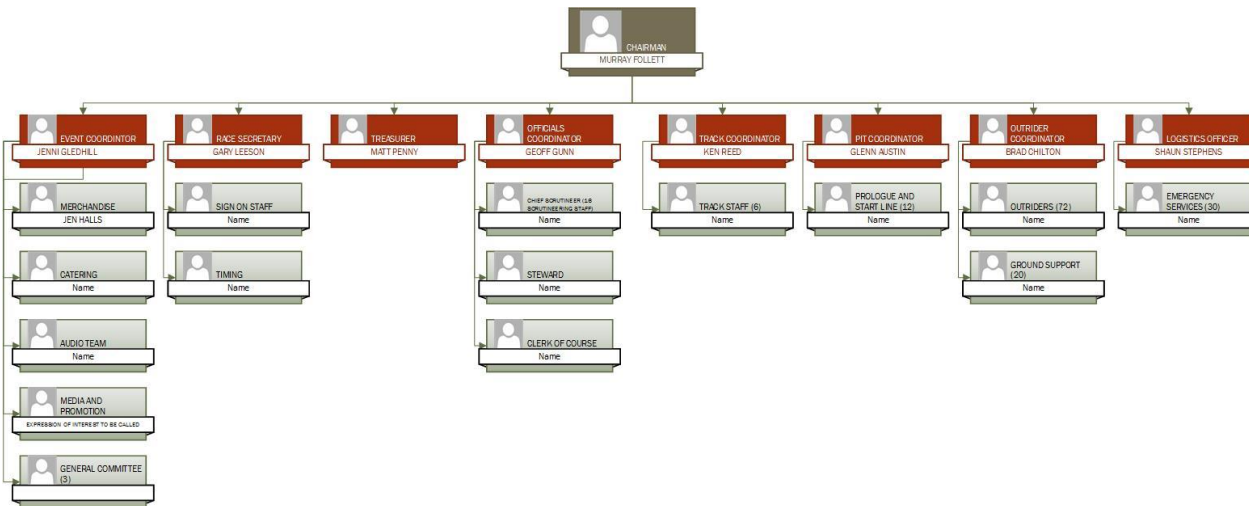 CHAIRMAN
MURRAY FOLLETT
EVENT COORDINTOR
JENNI GLEDHILL
RACE SECRETARY
GARY LEESON
TREASURER
MATT PENNY
OFFICIALS
COORDINATOR
GEOFF GUNN
TRACK COORDINATOR
KEN REED
PIT COORDINATOR
GLENN AUSTIN
OUTRIDER
COORDINATOR
BRAD CHILTON
LOGISTICS OFFICER
SHAUN STEPHENS
MERCHANDISE
JEN HALLS
SIGN ON STAFF
Name
CHIEF SCRUTINEER (18
SCRUTINEERING STAFF)
Name
TRACK STAFF (6)
Name
PROLOGUE AND
START LINE (12)
Name
OUTRIDERS (72)
Name
EMERGENCY
SERVICES (30)
Name
CATERING
Name
TIMING
Name
STEWARD
Name
GROUND SUPPORT
(20)
Name
AUDIO TEAM
Name
CLERK OF COURSE
Name
MEDIA AND
PROMOTION
EXPRESSION OF INTEREST TO BE CALLED
GENERAL COMMITTEE
(3)